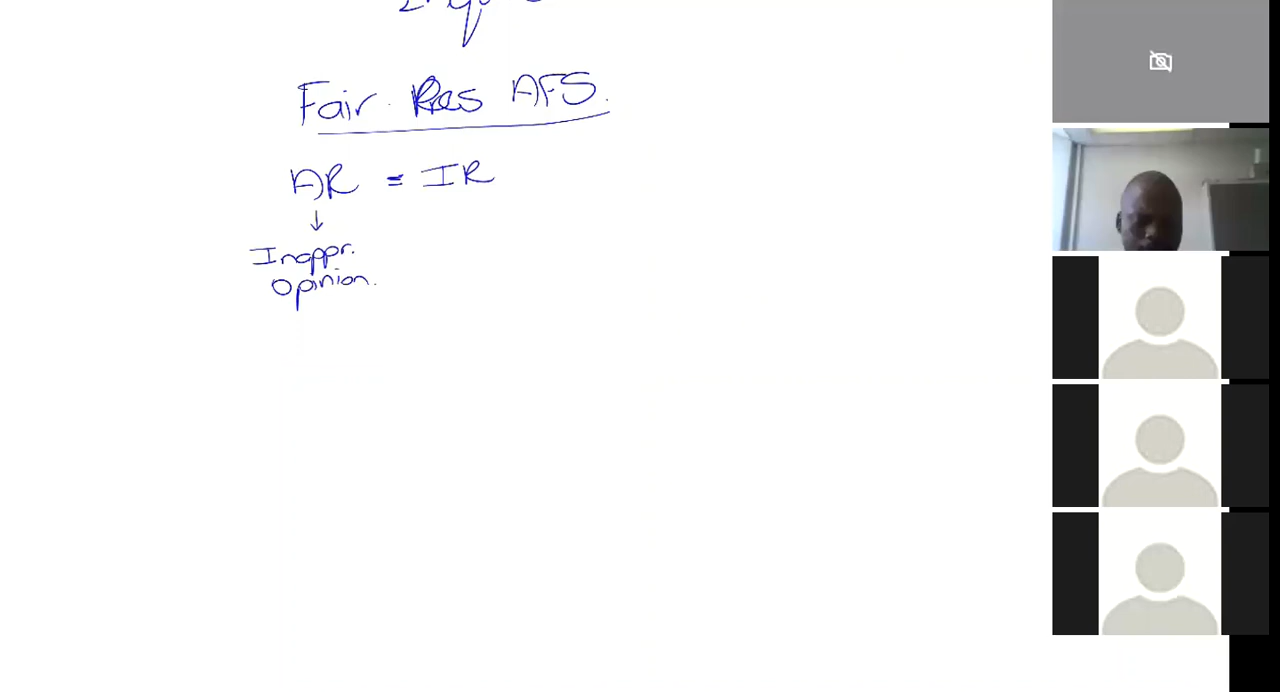 Fair Pres AFS.
AR = IR
Inappr.
Opinion.